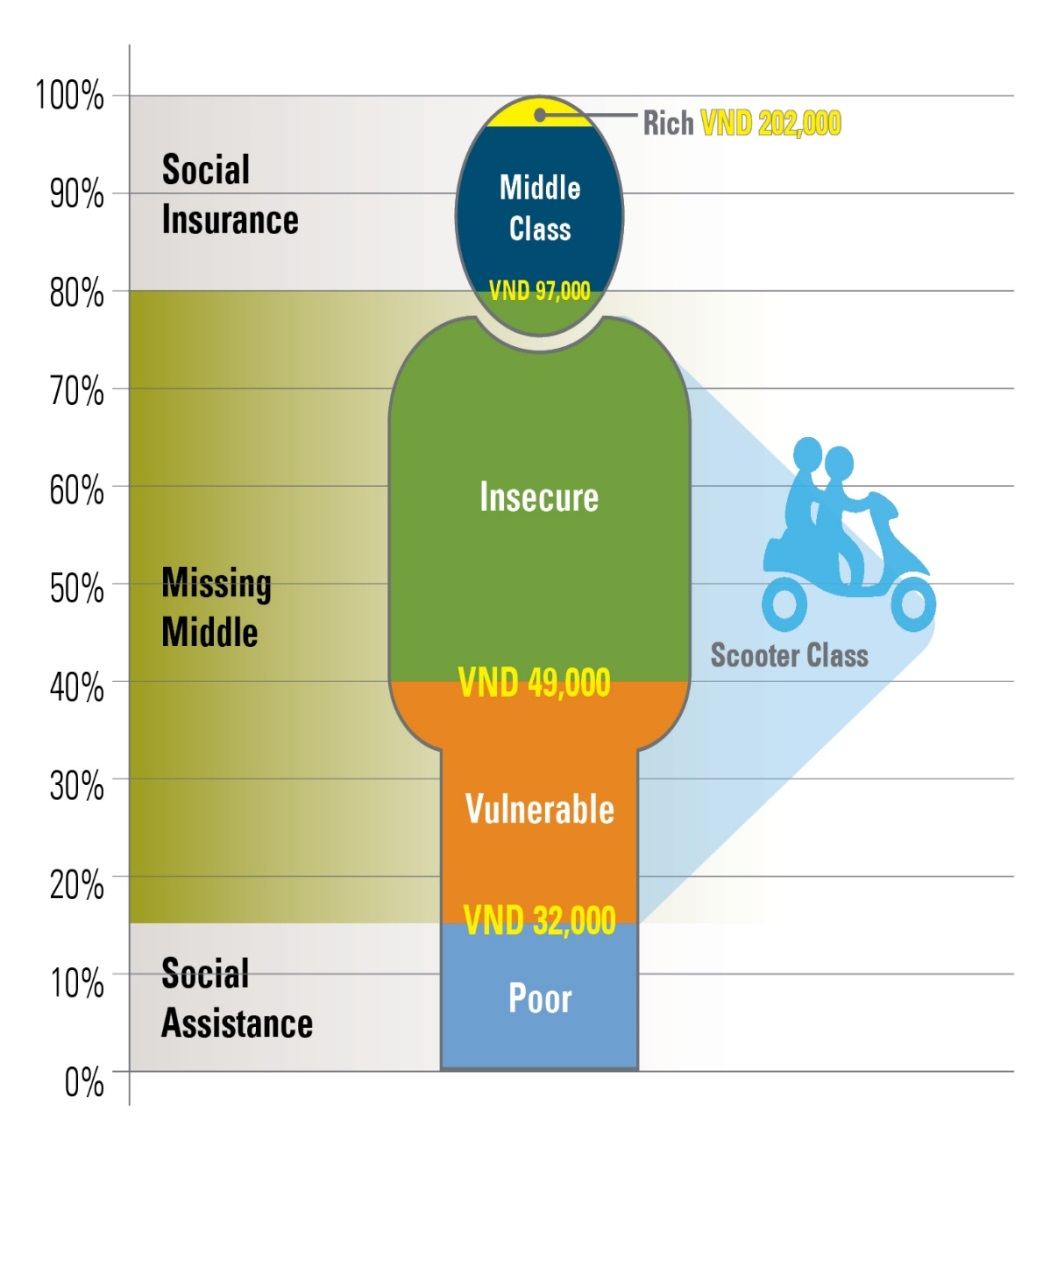 100%
Rich VND 202,000
Social
Insurance
90%
Middle
Class
80%
VND 97,000
70%
60%
Insecure
Missing
Middle
50%
Scooter Class
40%
VND 49,000
30%
Vulnerable
20%
VND 32,000
Social
Assistance
10%
Poor
0%